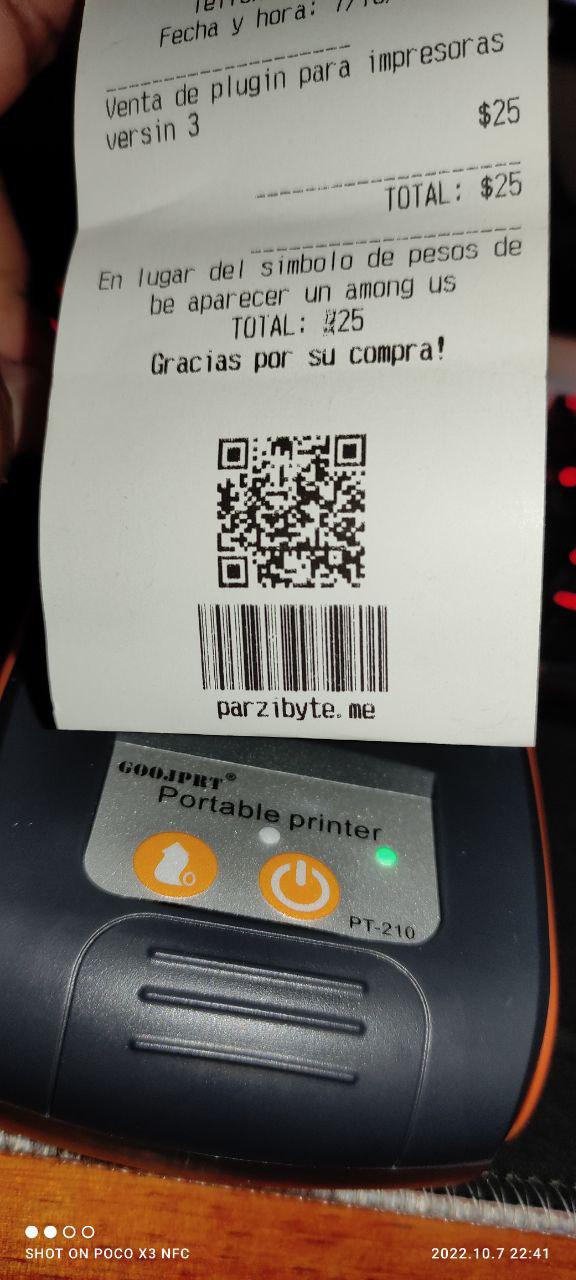 Fecha y hora:
Venta de plugin para impresoras
versin 3
$25
TOTAL: $25
En lugar del simbolo de pesos de
be aparecer un among us
TOTAL: 25
Gracias por su compra!
parzibyte.me
GOOJPRT®
Portable printer
PT-210
SHOT ON POCO X3 NFC
2022.10.7 22:41